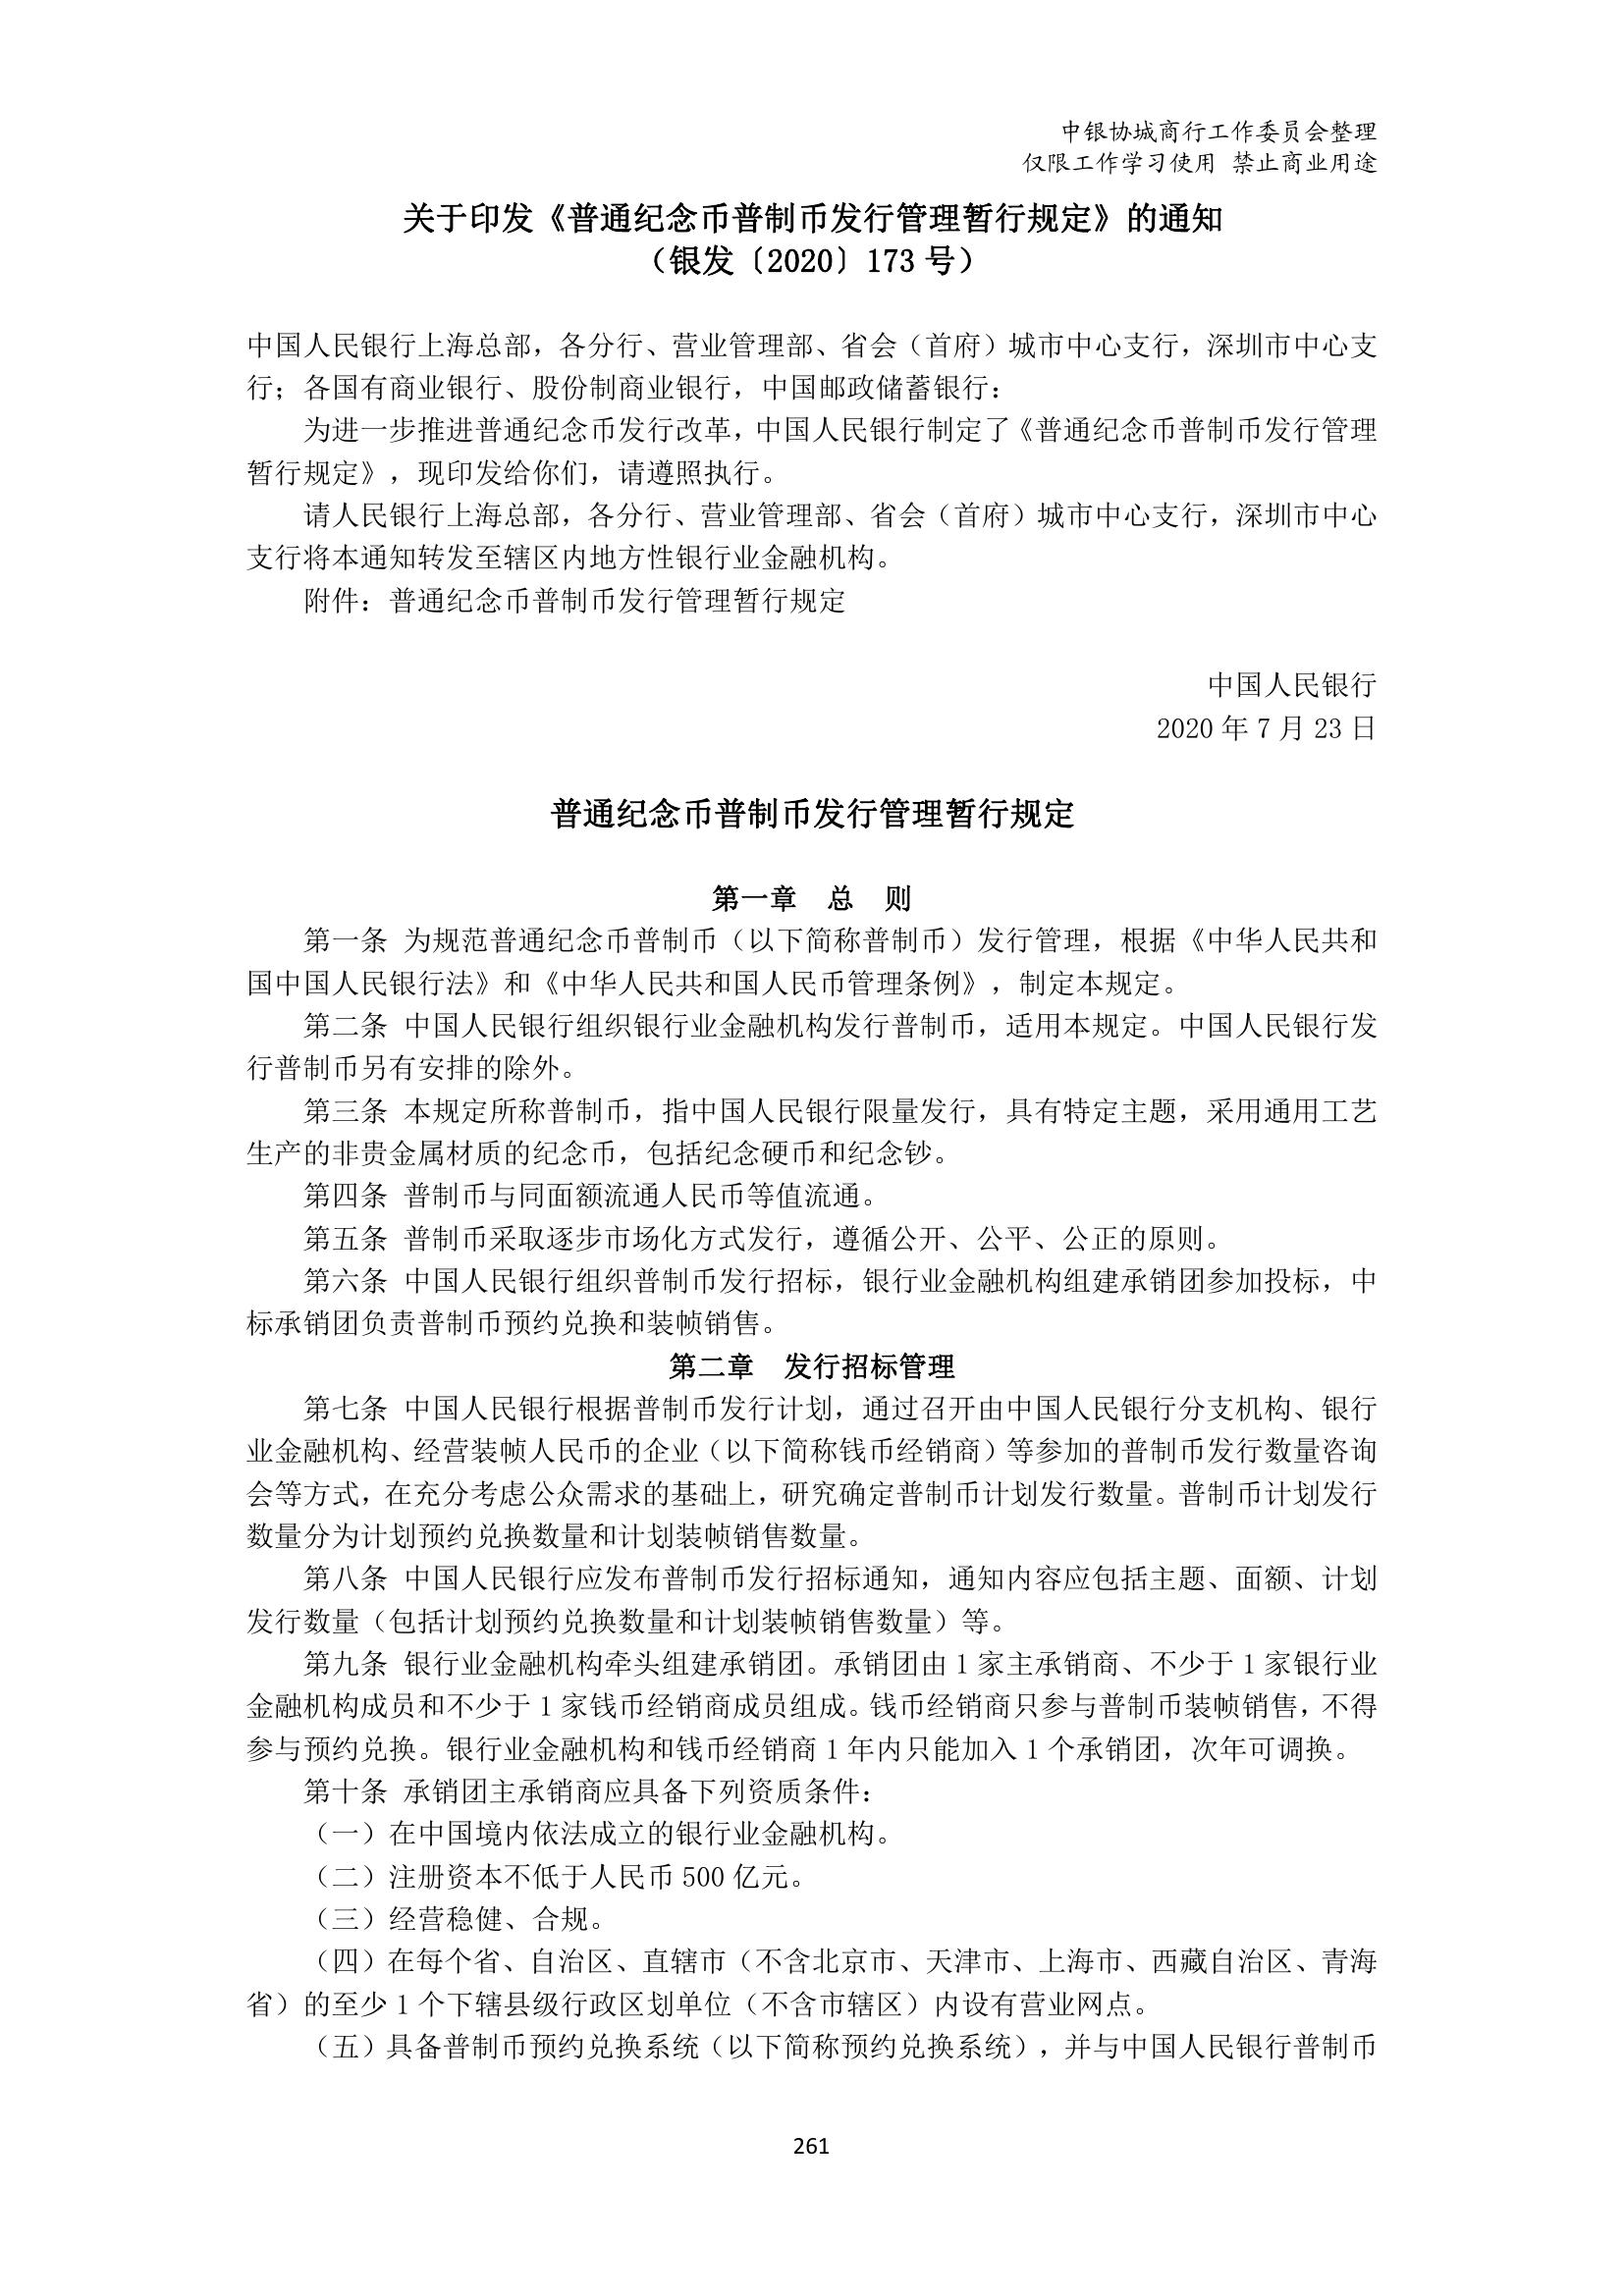 中银协城商行工作委员会整理
仅限工作学习使用 禁止商业用途
关于印发《普通纪念币普制币发行管理暂行规定》的通知
（银发〔2020〕173 号）
中国人民银行上海总部，各分行、营业管理部、省会（首府）城市中心支行，深圳市中心支
行；各国有商业银行、股份制商业银行，中国邮政储蓄银行：
为进一步推进普通纪念币发行改革，中国人民银行制定了《普通纪念币普制币发行管理
暂行规定》，现印发给你们，请遵照执行。
请人民银行上海总部，各分行、营业管理部、省会（首府）城市中心支行，深圳市中心
支行将本通知转发至辖区内地方性银行业金融机构。
附件：普通纪念币普制币发行管理暂行规定
中国人民银行
2020 年 7 月 23 日
普通纪念币普制币发行管理暂行规定
第一章 总 则
第一条 为规范普通纪念币普制币（以下简称普制币）发行管理，根据《中华人民共和
国中国人民银行法》和《中华人民共和国人民币管理条例》，制定本规定。
第二条 中国人民银行组织银行业金融机构发行普制币，适用本规定。中国人民银行发
行普制币另有安排的除外。
第三条 本规定所称普制币，指中国人民银行限量发行，具有特定主题，采用通用工艺
生产的非贵金属材质的纪念币，包括纪念硬币和纪念钞。
第四条 普制币与同面额流通人民币等值流通。
第五条 普制币采取逐步市场化方式发行，遵循公开、公平、公正的原则。
第六条 中国人民银行组织普制币发行招标，银行业金融机构组建承销团参加投标，中
标承销团负责普制币预约兑换和装帧销售。
第二章 发行招标管理
第七条 中国人民银行根据普制币发行计划，通过召开由中国人民银行分支机构、银行
业金融机构、经营装帧人民币的企业（以下简称钱币经销商）等参加的普制币发行数量咨询
会等方式，在充分考虑公众需求的基础上，研究确定普制币计划发行数量。普制币计划发行
数量分为计划预约兑换数量和计划装帧销售数量。
第八条 中国人民银行应发布普制币发行招标通知，通知内容应包括主题、面额、计划
发行数量（包括计划预约兑换数量和计划装帧销售数量）等。
第九条 银行业金融机构牵头组建承销团。承销团由 1 家主承销商、不少于 1 家银行业
金融机构成员和不少于 1 家钱币经销商成员组成。钱币经销商只参与普制币装帧销售，不得
参与预约兑换。银行业金融机构和钱币经销商 1 年内只能加入 1 个承销团，次年可调换。
第十条 承销团主承销商应具备下列资质条件：
（一）在中国境内依法成立的银行业金融机构。
（二）注册资本不低于人民币 500 亿元。
（三）经营稳健、合规。
（四）在每个省、自治区、直辖市（不含北京市、天津市、上海市、西藏自治区、青海
省）的至少 1 个下辖县级行政区划单位（不含市辖区）内设有营业网点。
（五）具备普制币预约兑换系统（以下简称预约兑换系统），并与中国人民银行普制币
261